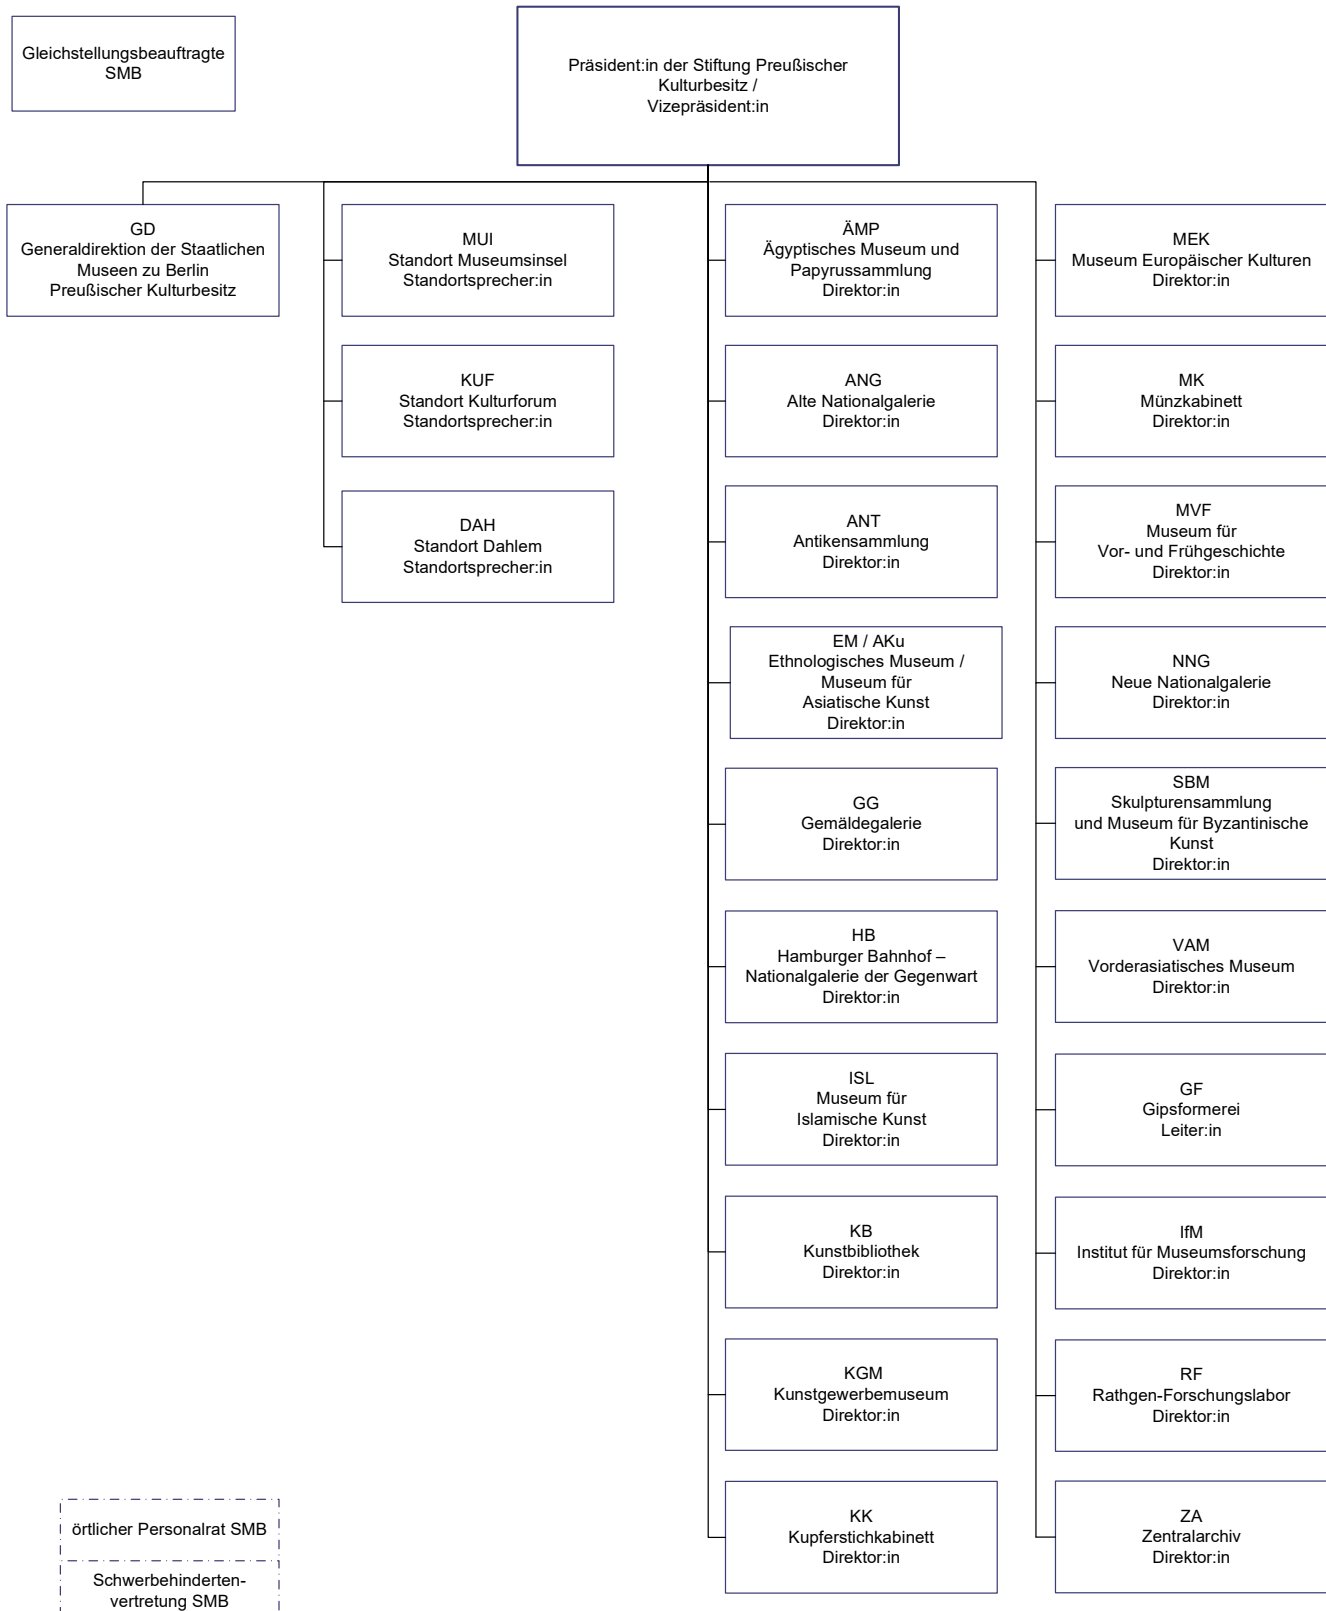 Gleichstellungsbeauftragte
SMB
Präsident:in der Stiftung Preußischer
Kulturbesitz /
Vizepräsident:in
GD
Generaldirektion der Staatlichen
Museen zu Berlin
Preußischer Kulturbesitz
MUI
Standort Museumsinsel
Standortsprecher:in
KUF
Standort Kulturforum
Standortsprecher:in
DAH
Standort Dahlem
Standortsprecher:in
ÄMP
Ägyptisches Museum und
Papyrussammlung
Direktor:in
ANG
Alte Nationalgalerie
Direktor:in
ANT
Antikensammlung
Direktor:in
EM / AKu
Ethnologisches Museum /
Museum für
Asiatische Kunst
Direktor:in
GG
Gemäldegalerie
Direktor:in
HB
Hamburger Bahnhof –
Nationalgalerie der Gegenwart
Direktor:in
ISL
Museum für
Islamische Kunst
Direktor:in
KB
Kunstbibliothek
Direktor:in
KGM
Kunstgewerbemuseum
Direktor:in
KK
Kupferstichkabinett
Direktor:in
MEK
Museum Europäischer Kulturen
Direktor:in
MK
Münzkabinett
Direktor:in
MVF
Museum für
Vor- und Frühgeschichte
Direktor:in
NNG
Neue Nationalgalerie
Direktor:in
SBM
Skulpturensammlung
und Museum für Byzantinische
Kunst
Direktor:in
VAM
Vorderasiatisches Museum
Direktor:in
GF
Gipsformerei
Leiter:in
IfM
Institut für Museumsforschung
Direktor:in
RF
Rathgen-Forschungslabor
Direktor:in
ZA
Zentralarchiv
Direktor:in
örtlicher Personalrat SMB
Schwerbehinderten-
vertretung SMB